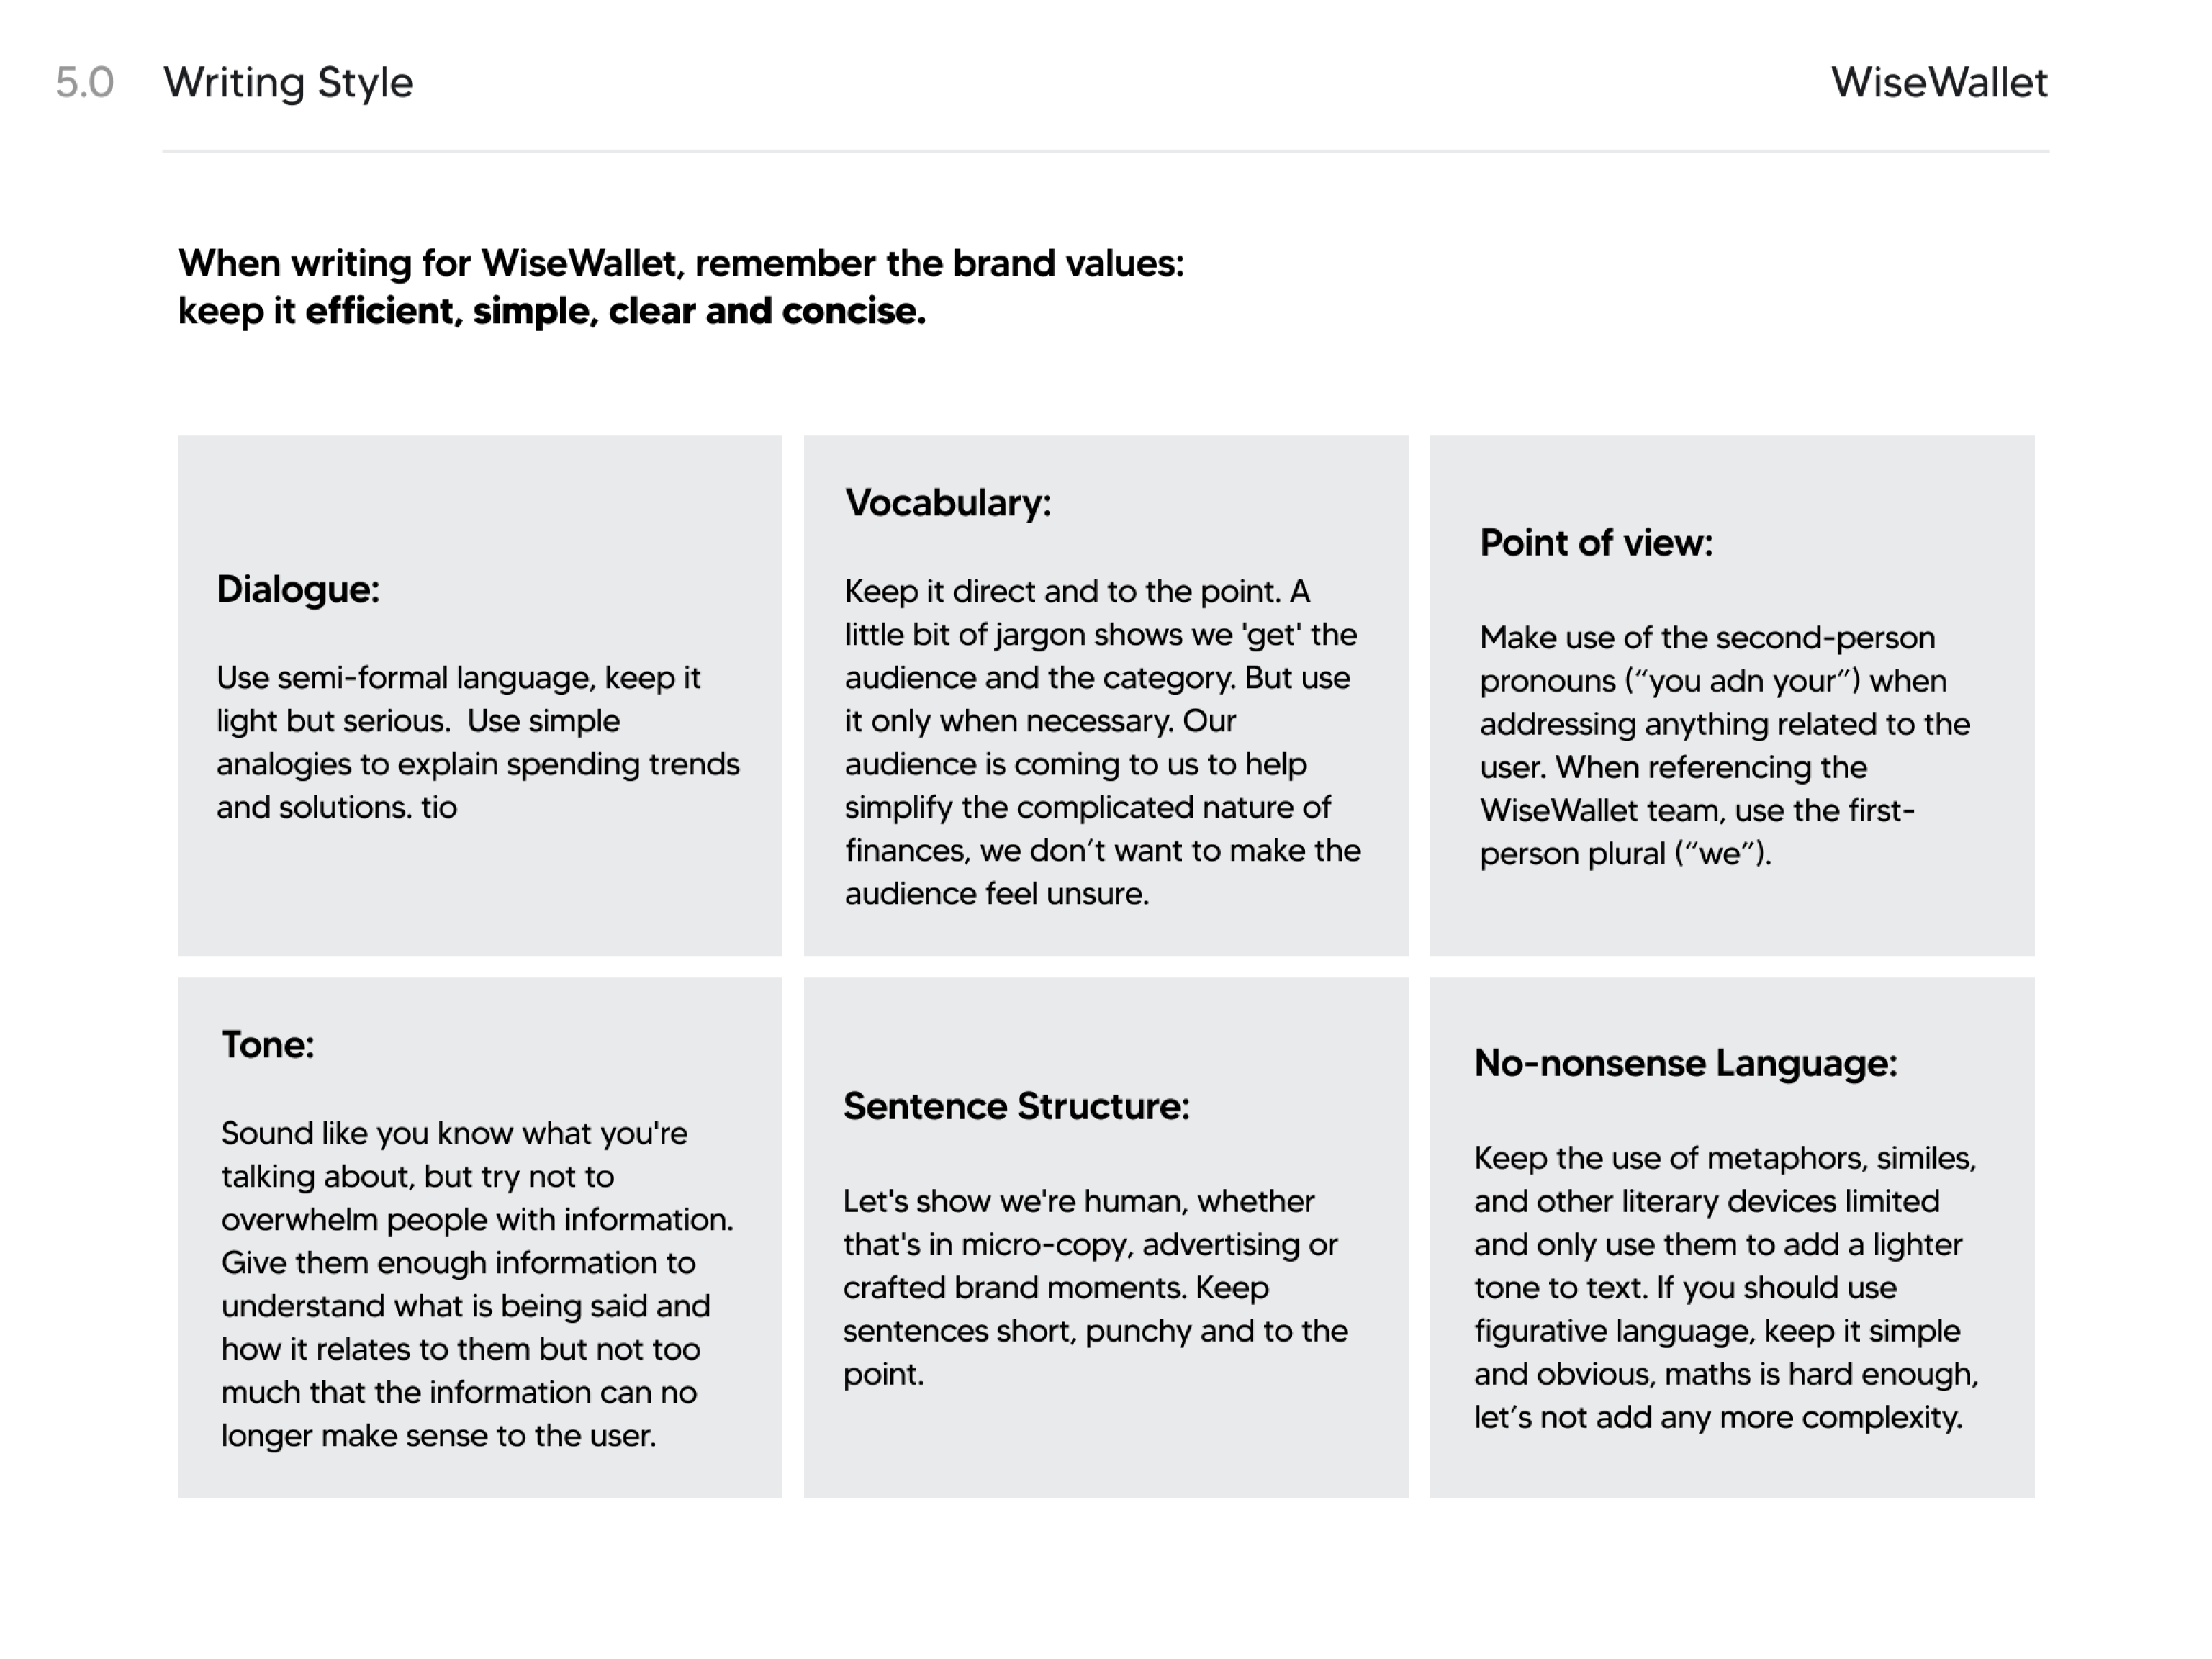 5.0 Writing Style WiseWallet
When writing for WiseWallet, remember the brand values:
keep it efficient, simple, clear and concise.
Dialogue:
Use semi-formal language, keep it
light but serious.  Use simple
analogies to explain spending trends
and solutions. tio
Vocabulary:
Keep it direct and to the point. A
little bit of jargon shows we 'get' the
audience and the category. But use
it only when necessary. Our
audience is coming to us to help
simplify the complicated nature of
finances, we don’t want to make the
audience feel unsure.
Point of view:
Make use of the second-person
pronouns (“you adn your”) when
addressing anything related to the
user. When referencing the
WiseWallet team, use the first-
person plural (“we”).
Tone:
Sound like you know what you're
talking about, but try not to
overwhelm people with information.
Give them enough information to
understand what is being said and
how it relates to them but not too
much that the information can no
longer make sense to the user.
Sentence Structure:
Let's show we're human, whether
that's in micro-copy, advertising or
crafted brand moments. Keep
sentences short, punchy and to the
point.
No-nonsense Language:
Keep the use of metaphors, similes,
and other literary devices limited
and only use them to add a lighter
tone to text. If you should use
figurative language, keep it simple
and obvious, maths is hard enough,
let’s not add any more complexity.